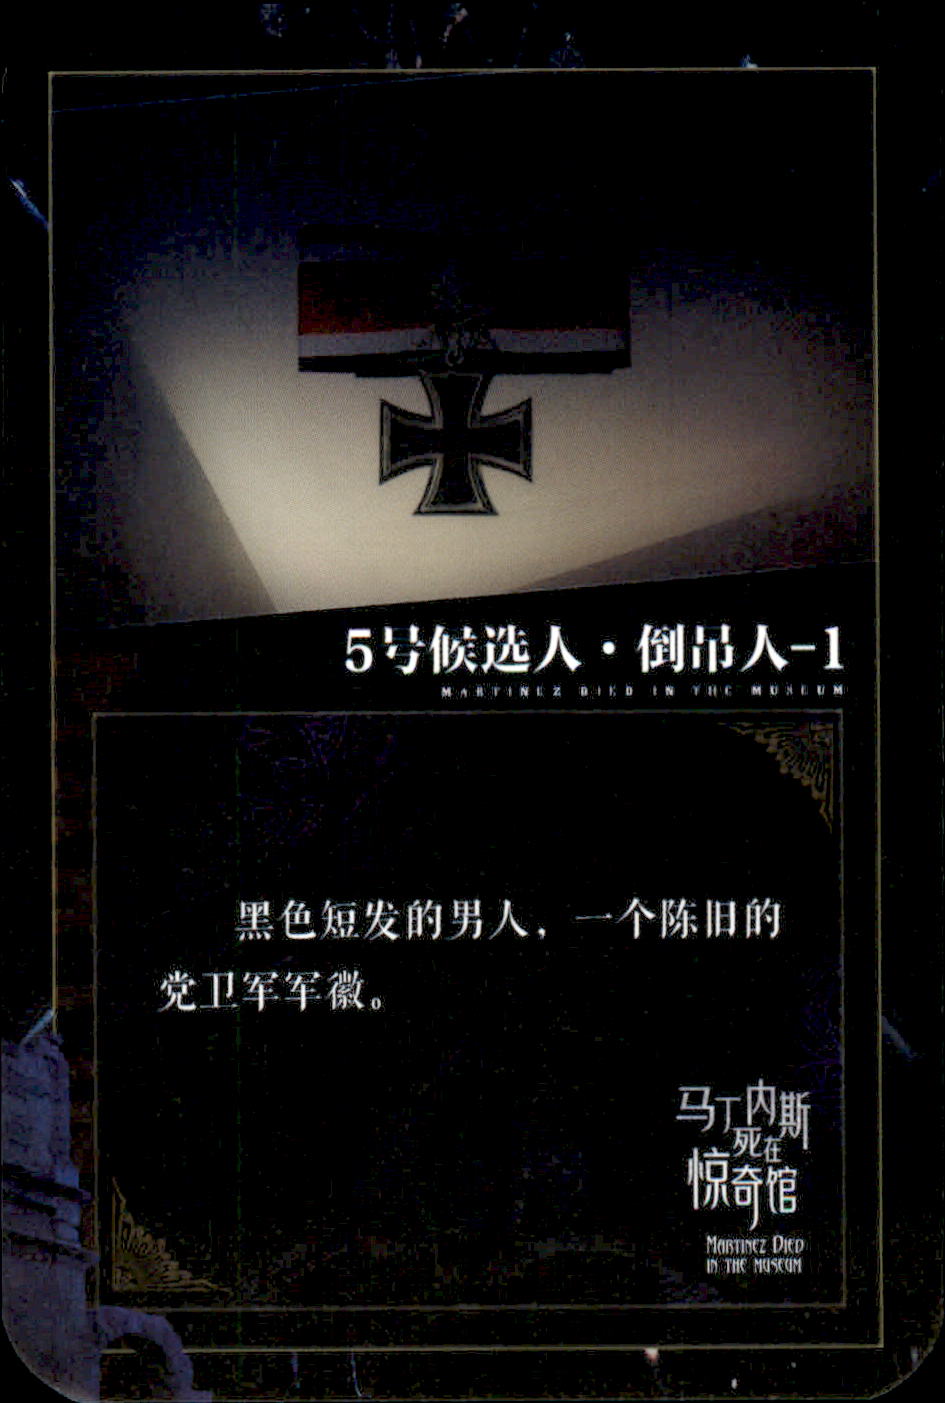 5号候选人·倒吊人-1
MARTINEZ DIED IN THE MUSEUM
黑色短发的男人，一个陈旧的
党卫军军徽。
马丁内斯
死在
惊奇馆
MARTINEZ DIED
IN THE MUSEUM